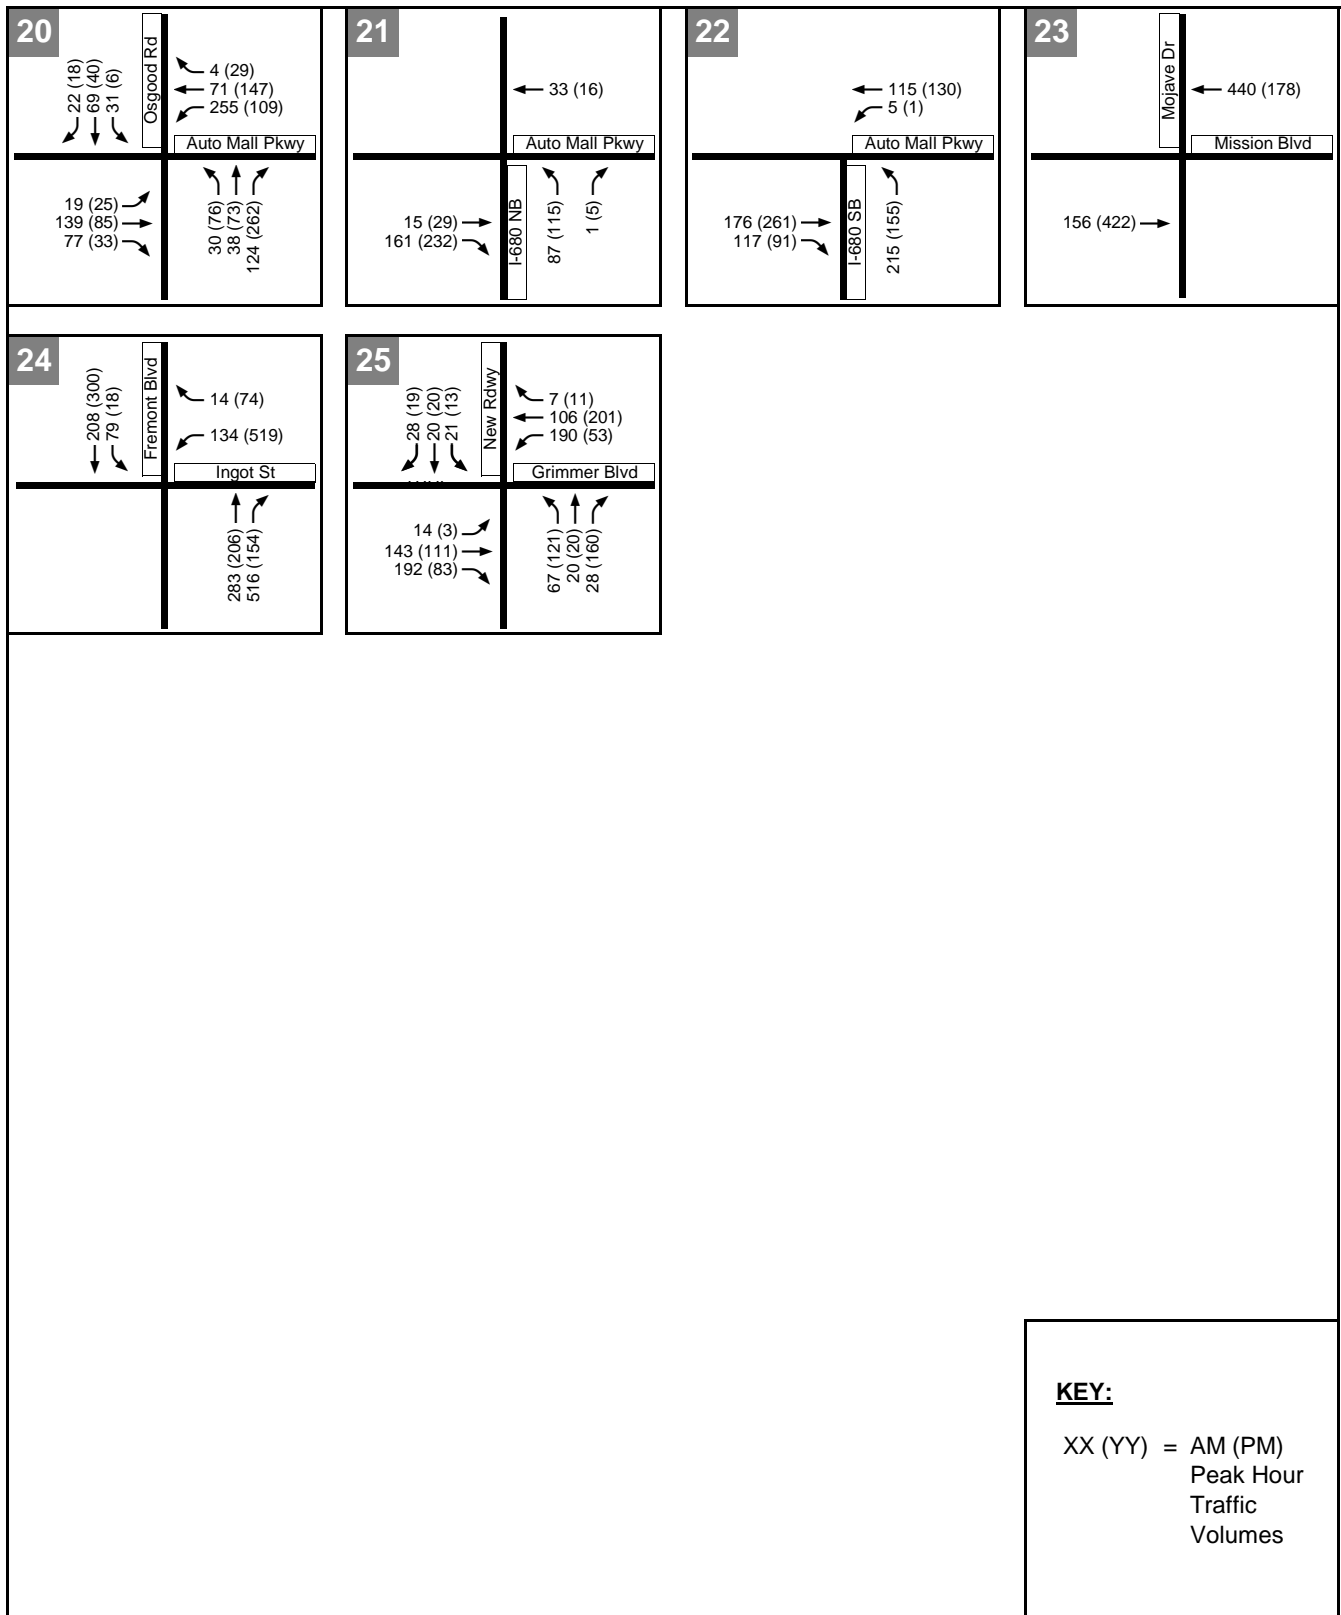 20
22 (18)
69 (40)
31 (6)
Osgood Rd
4 (29)
71 (147)
255 (109)
Auto Mall Pkwy
19 (25)
139 (85)
77 (33)
30 (76)
38 (73)
124 (262)
21
33 (16)
Auto Mall Pkwy
15 (29)
161 (232)
I-680 NB
87 (115)
1 (5)
22
115 (130)
5 (1)
Auto Mall Pkwy
176 (261)
117 (91)
I-680 SB
215 (155)
23
Mojave Dr
440 (178)
Mission Blvd
156 (422)
24
208 (300)
79 (18)
Fremont Blvd
14 (74)
134 (519)
Ingot St
283 (206)
516 (154)
25
28 (19)
20 (20)
21 (13)
New Rdwy
7 (11)
106 (201)
190 (53)
Grimmer Blvd
14 (3)
143 (111)
192 (83)
67 (121)
20 (20)
28 (160)
KEY:
XX (YY) = AM (PM)
Peak Hour
Traffic
Volumes